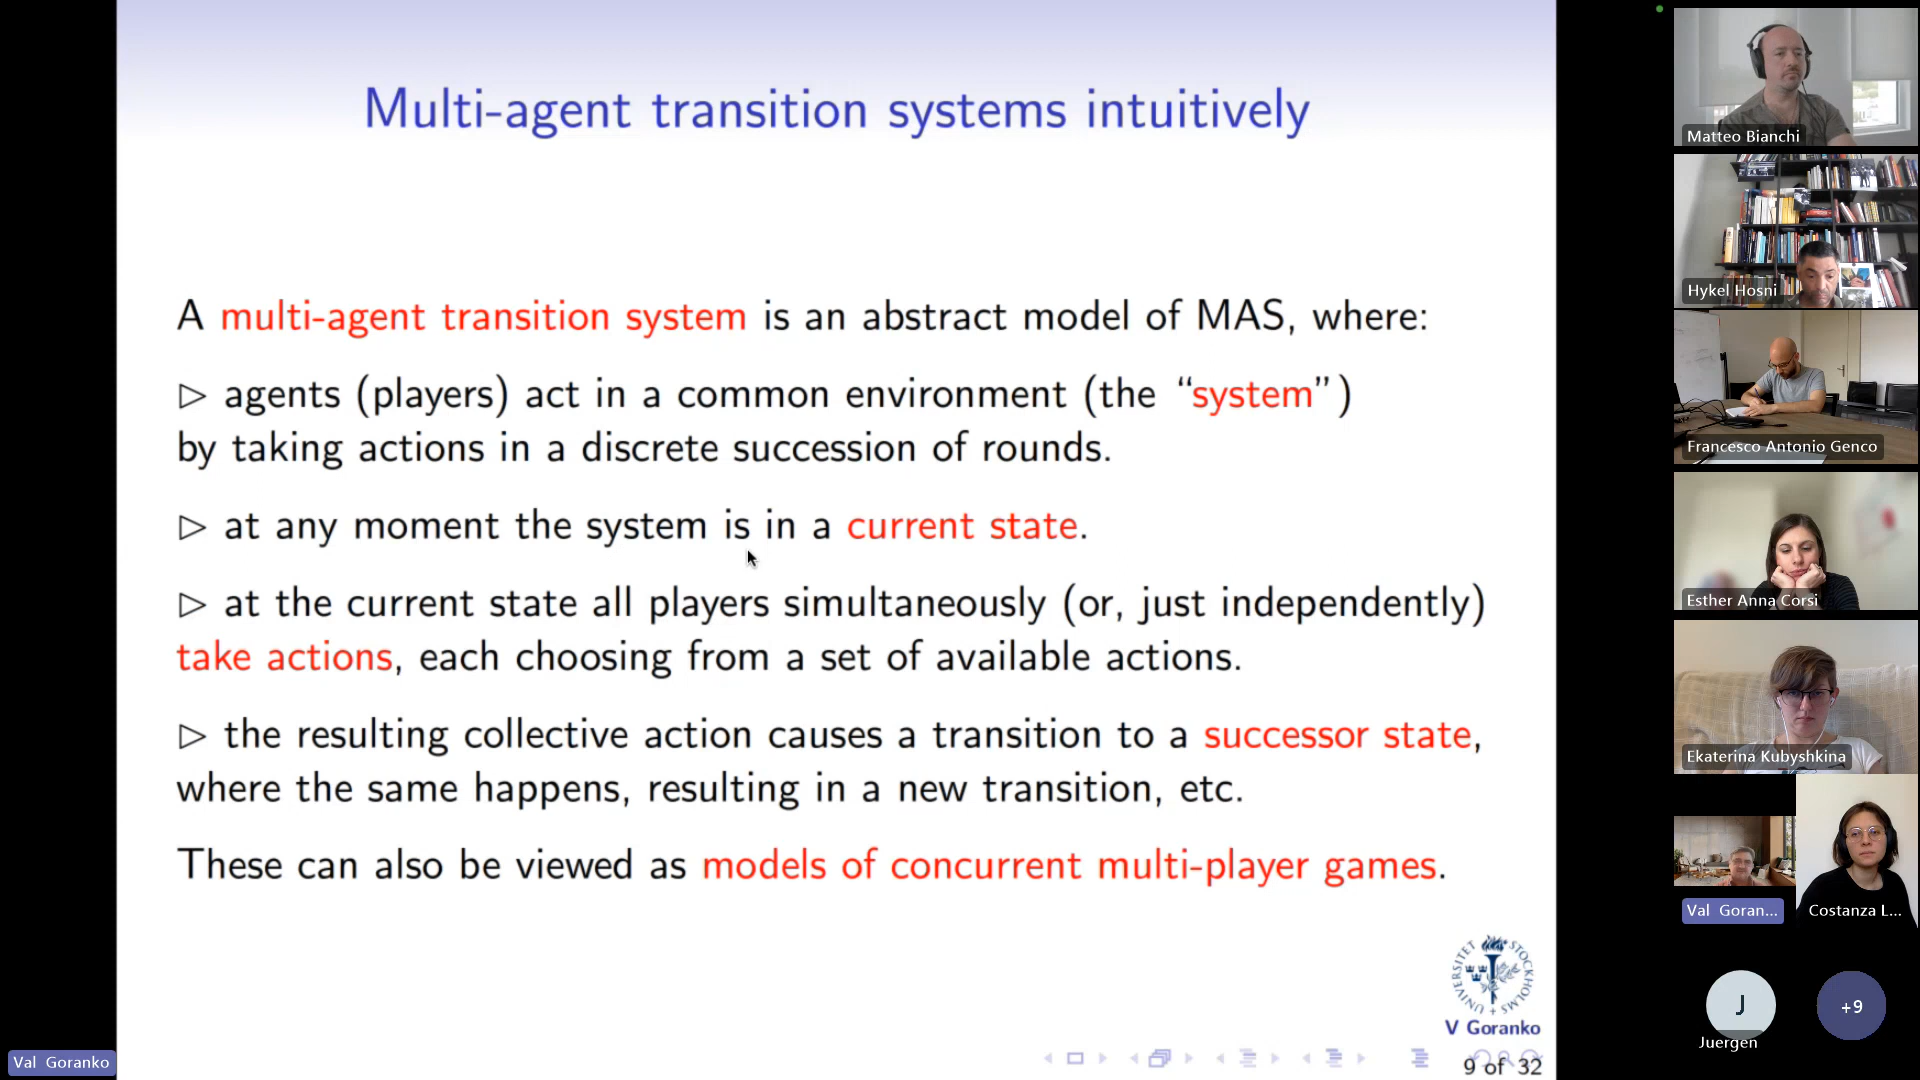 Multi-agent transition systems intuitively
A multi-agent transition system is an abstract model of MAS, where:
▷ agents (players) act in a common environment (the “system”)
by taking actions in a discrete succession of rounds.
▷ at any moment the system is in a current state.
▷ at the current state all players simultaneously (or, just independently)
take actions, each choosing from a set of available actions.
▷ the resulting collective action causes a transition to a successor state,
where the same happens, resulting in a new transition, etc.
These can also be viewed as models of concurrent multi-player games.
STOCKHOLMS UNIVERSITET
V Goranko
9 of 32
Val Goranko
Matteo Bianchi
Hykel Hosni
Francesco Antonio Genco
Esther Anna Corsi
Ekaterina Kubyshkina
Val Goran...
Costanza L...
J
Juergen
+9